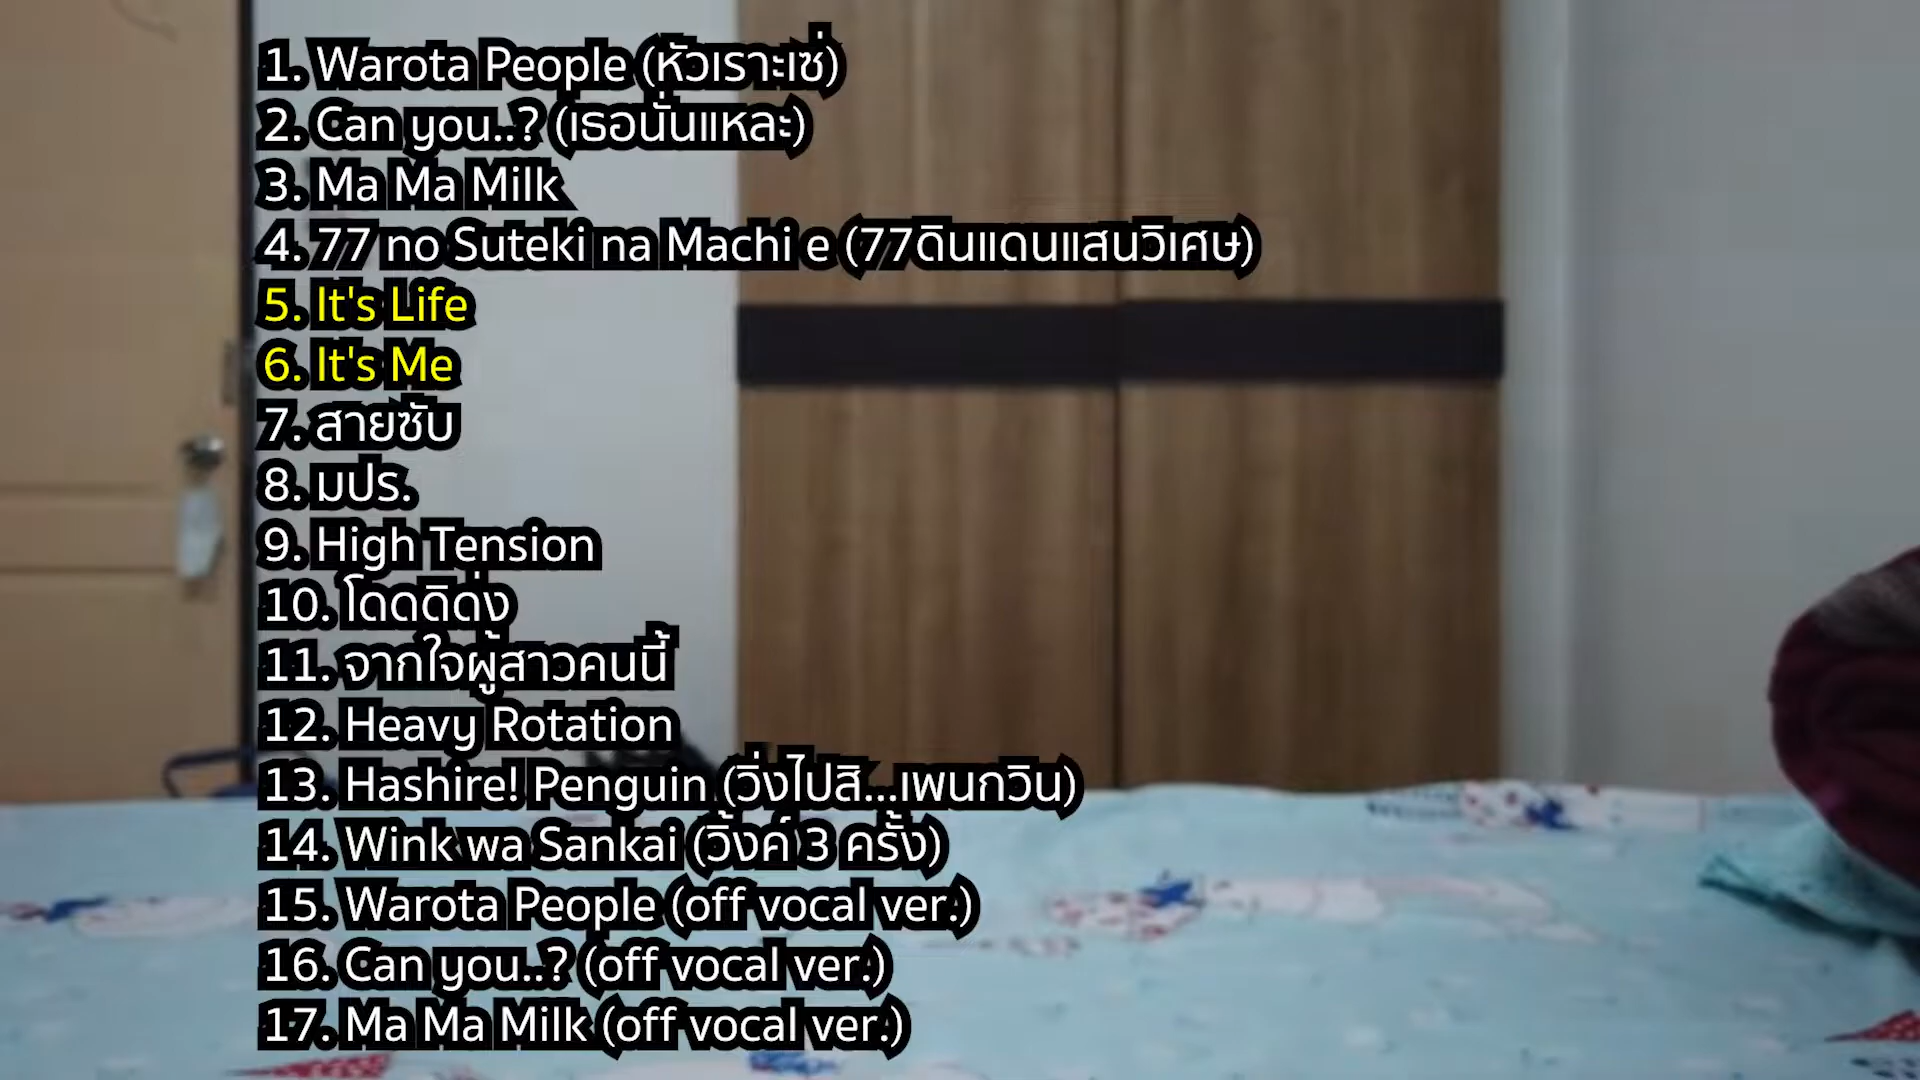 1. Warota People (หัวเราะเซ่)
2. Can you..? (เธอนั่นแหละ)
3. Ma Ma Milk
4. 77 no Suteki na Machi e (77ดินแดนแสนวิเศษ)
5. It's Life
6. It's Me
7. สายซับ
8. มปร.
9. High Tension
10. โดดดิด่ง
11. จากใจผู้สาวคนนี้
12. Heavy Rotation
13. Hashire! Penguin (วิ่งไปสิ...เพนกวิน)
14. Wink wa Sankai (วิ้งค์ 3 ครั้ง)
15. Warota People (off vocal ver.)
16. Can you..? (off vocal ver.)
17. Ma Ma Milk (off vocal ver.)